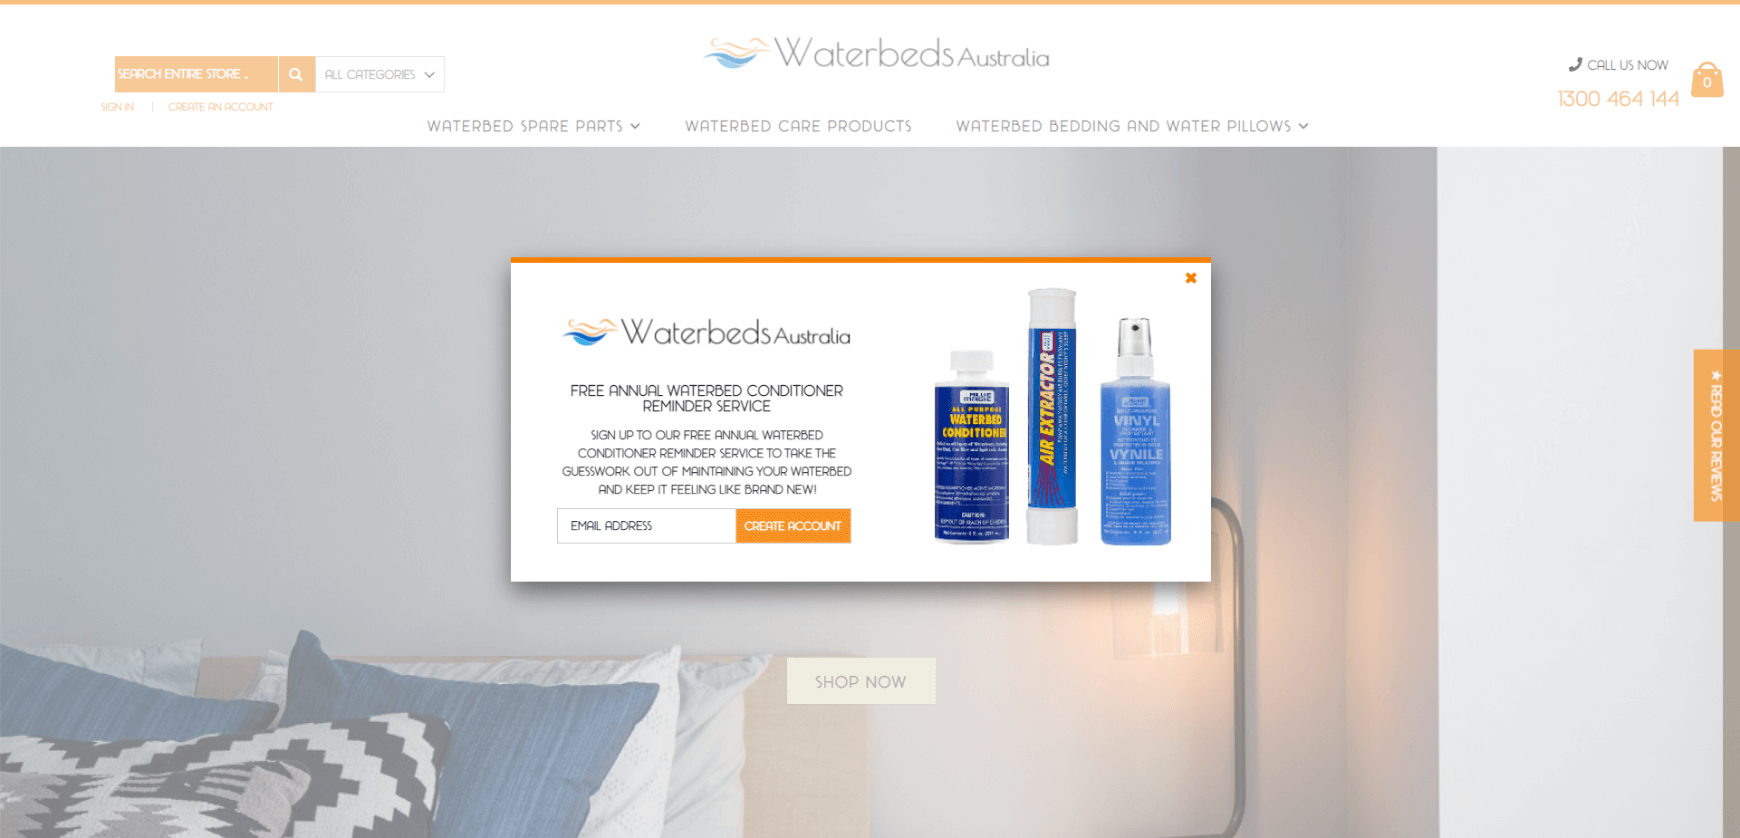 SEARCH ENTIRE STORE ..
ALL CATEGORIES
SIGN IN
CREATE AN ACCOUNT
Waterbeds Australia
CALL US NOW
1300 464 144
0
WATERBED SPARE PARTS
WATERBED CARE PRODUCTS
WATERBED BEDDING AND WATER PILLOWS
Waterbeds Australia
FREE ANNUAL WATERBED CONDITIONER
REMINDER SERVICE
SIGN UP TO OUR FREE ANNUAL WATERBED
CONDITIONER REMINDER SERVICE TO TAKE THE
GUESSWORK OUT OF MAINTAINING YOUR WATERBED
AND KEEP IT FEELING LIKE BRAND NEW!
EMAIL ADDRESS
CREATE ACCOUNT
BLUE
MAGIC
ALL PURPOSE
WATERBED
CONDITIONER
CAUTION:
AIR EXTRACTOR
VINYL
VYNILE
READ OUR REVIEWS
SHOP NOW